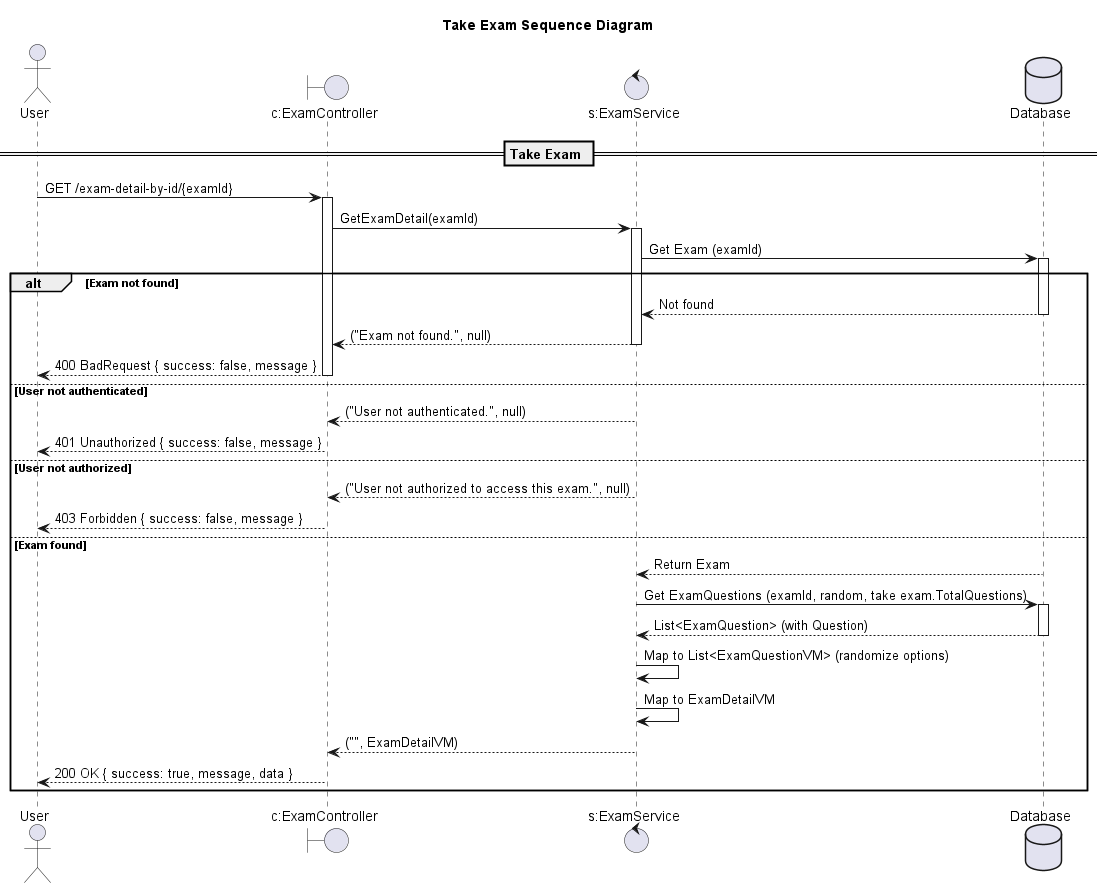 Take Exam Sequence Diagram
User
c:ExamController
s:ExamService
Database
Take Exam
GET /exam-detail-by-id/{examId}
GetExamDetail(examId)
Get Exam (examId)
alt
[Exam not found]
Not found
("Exam not found.", null)
400 BadRequest { success: false, message }
[User not authenticated]
("User not authenticated.", null)
401 Unauthorized { success: false, message }
[User not authorized]
("User not authorized to access this exam.", null)
403 Forbidden { success: false, message }
[Exam found]
Return Exam
Get ExamQuestions (examId, random, take exam.TotalQuestions)
List<ExamQuestion> (with Question)
Map to List<ExamQuestionVM> (randomize options)
Map to ExamDetailVM
("", ExamDetailVM)
200 OK { success: true, message, data }
User
c:ExamController
s:ExamService
Database